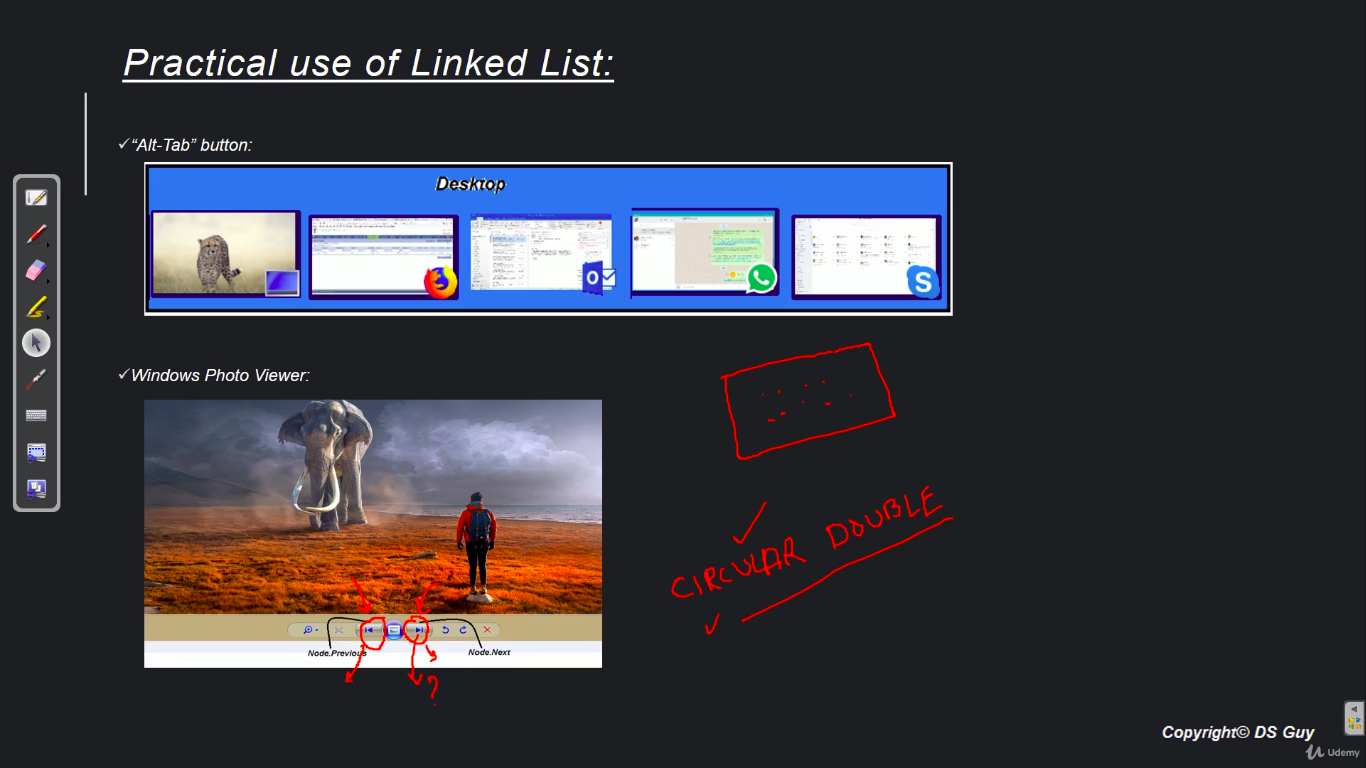 Practical use of Linked List:
✓“Alt-Tab” button:
Desktop
✓Windows Photo Viewer:
CIRCULAR DOUBLE
Node.Previous
Node.Next
?
Copyright© DS Guy
Udemy